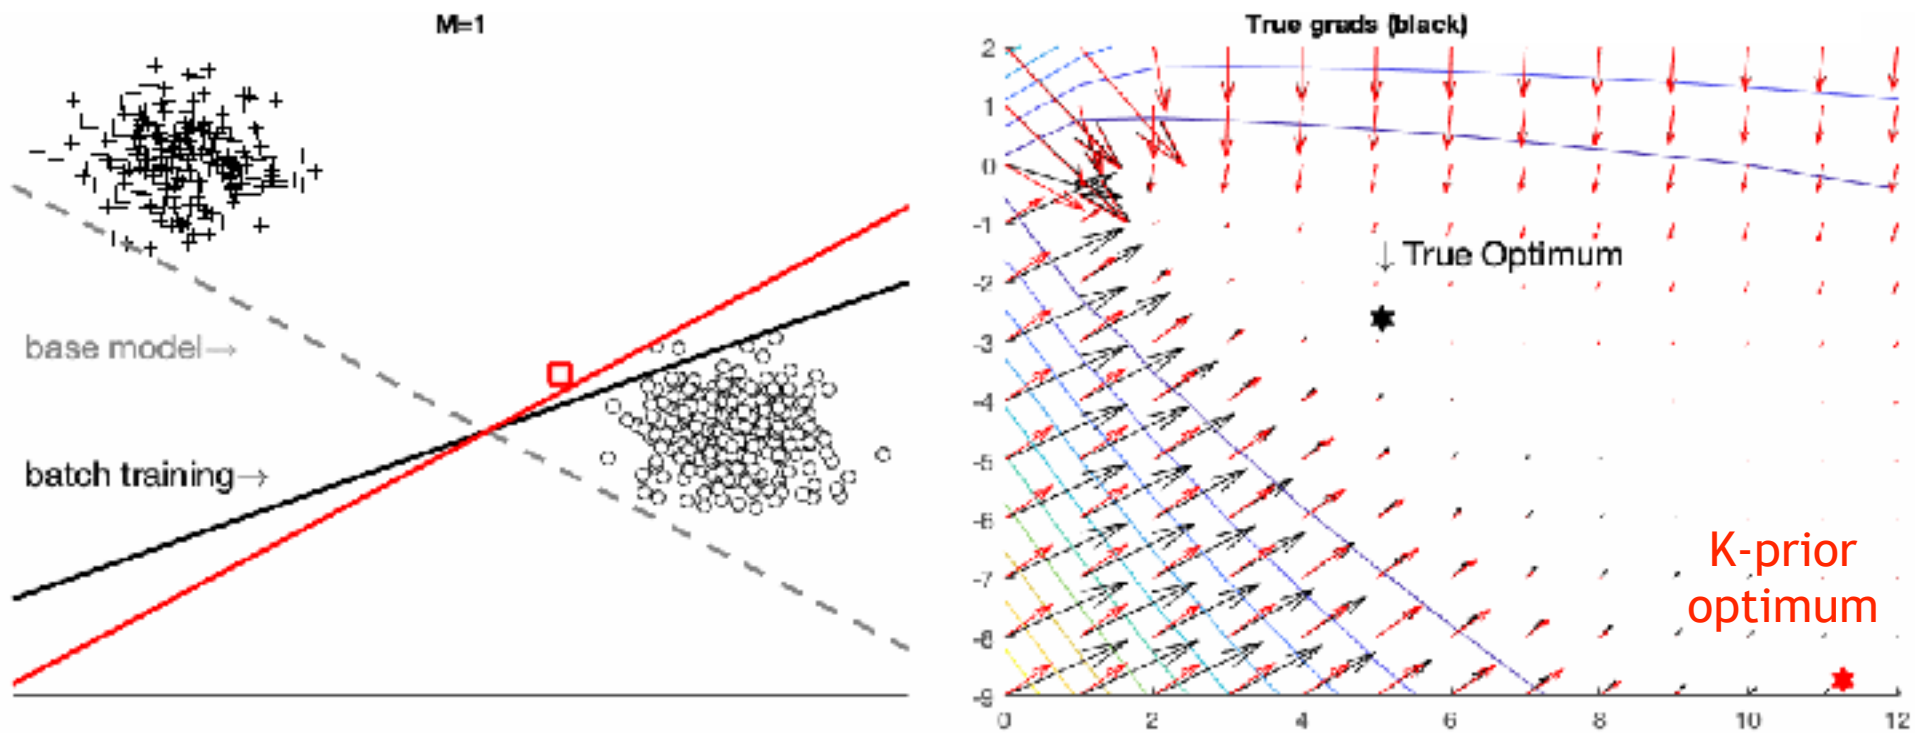 M=1
base model→
batch training→
True grads (black)
2
1
0
-1
-2
-3
-4
-5
-6
-7
-8
-9
↓ True Optimum
K-prior
optimum
0
2
4
6
8
10
12